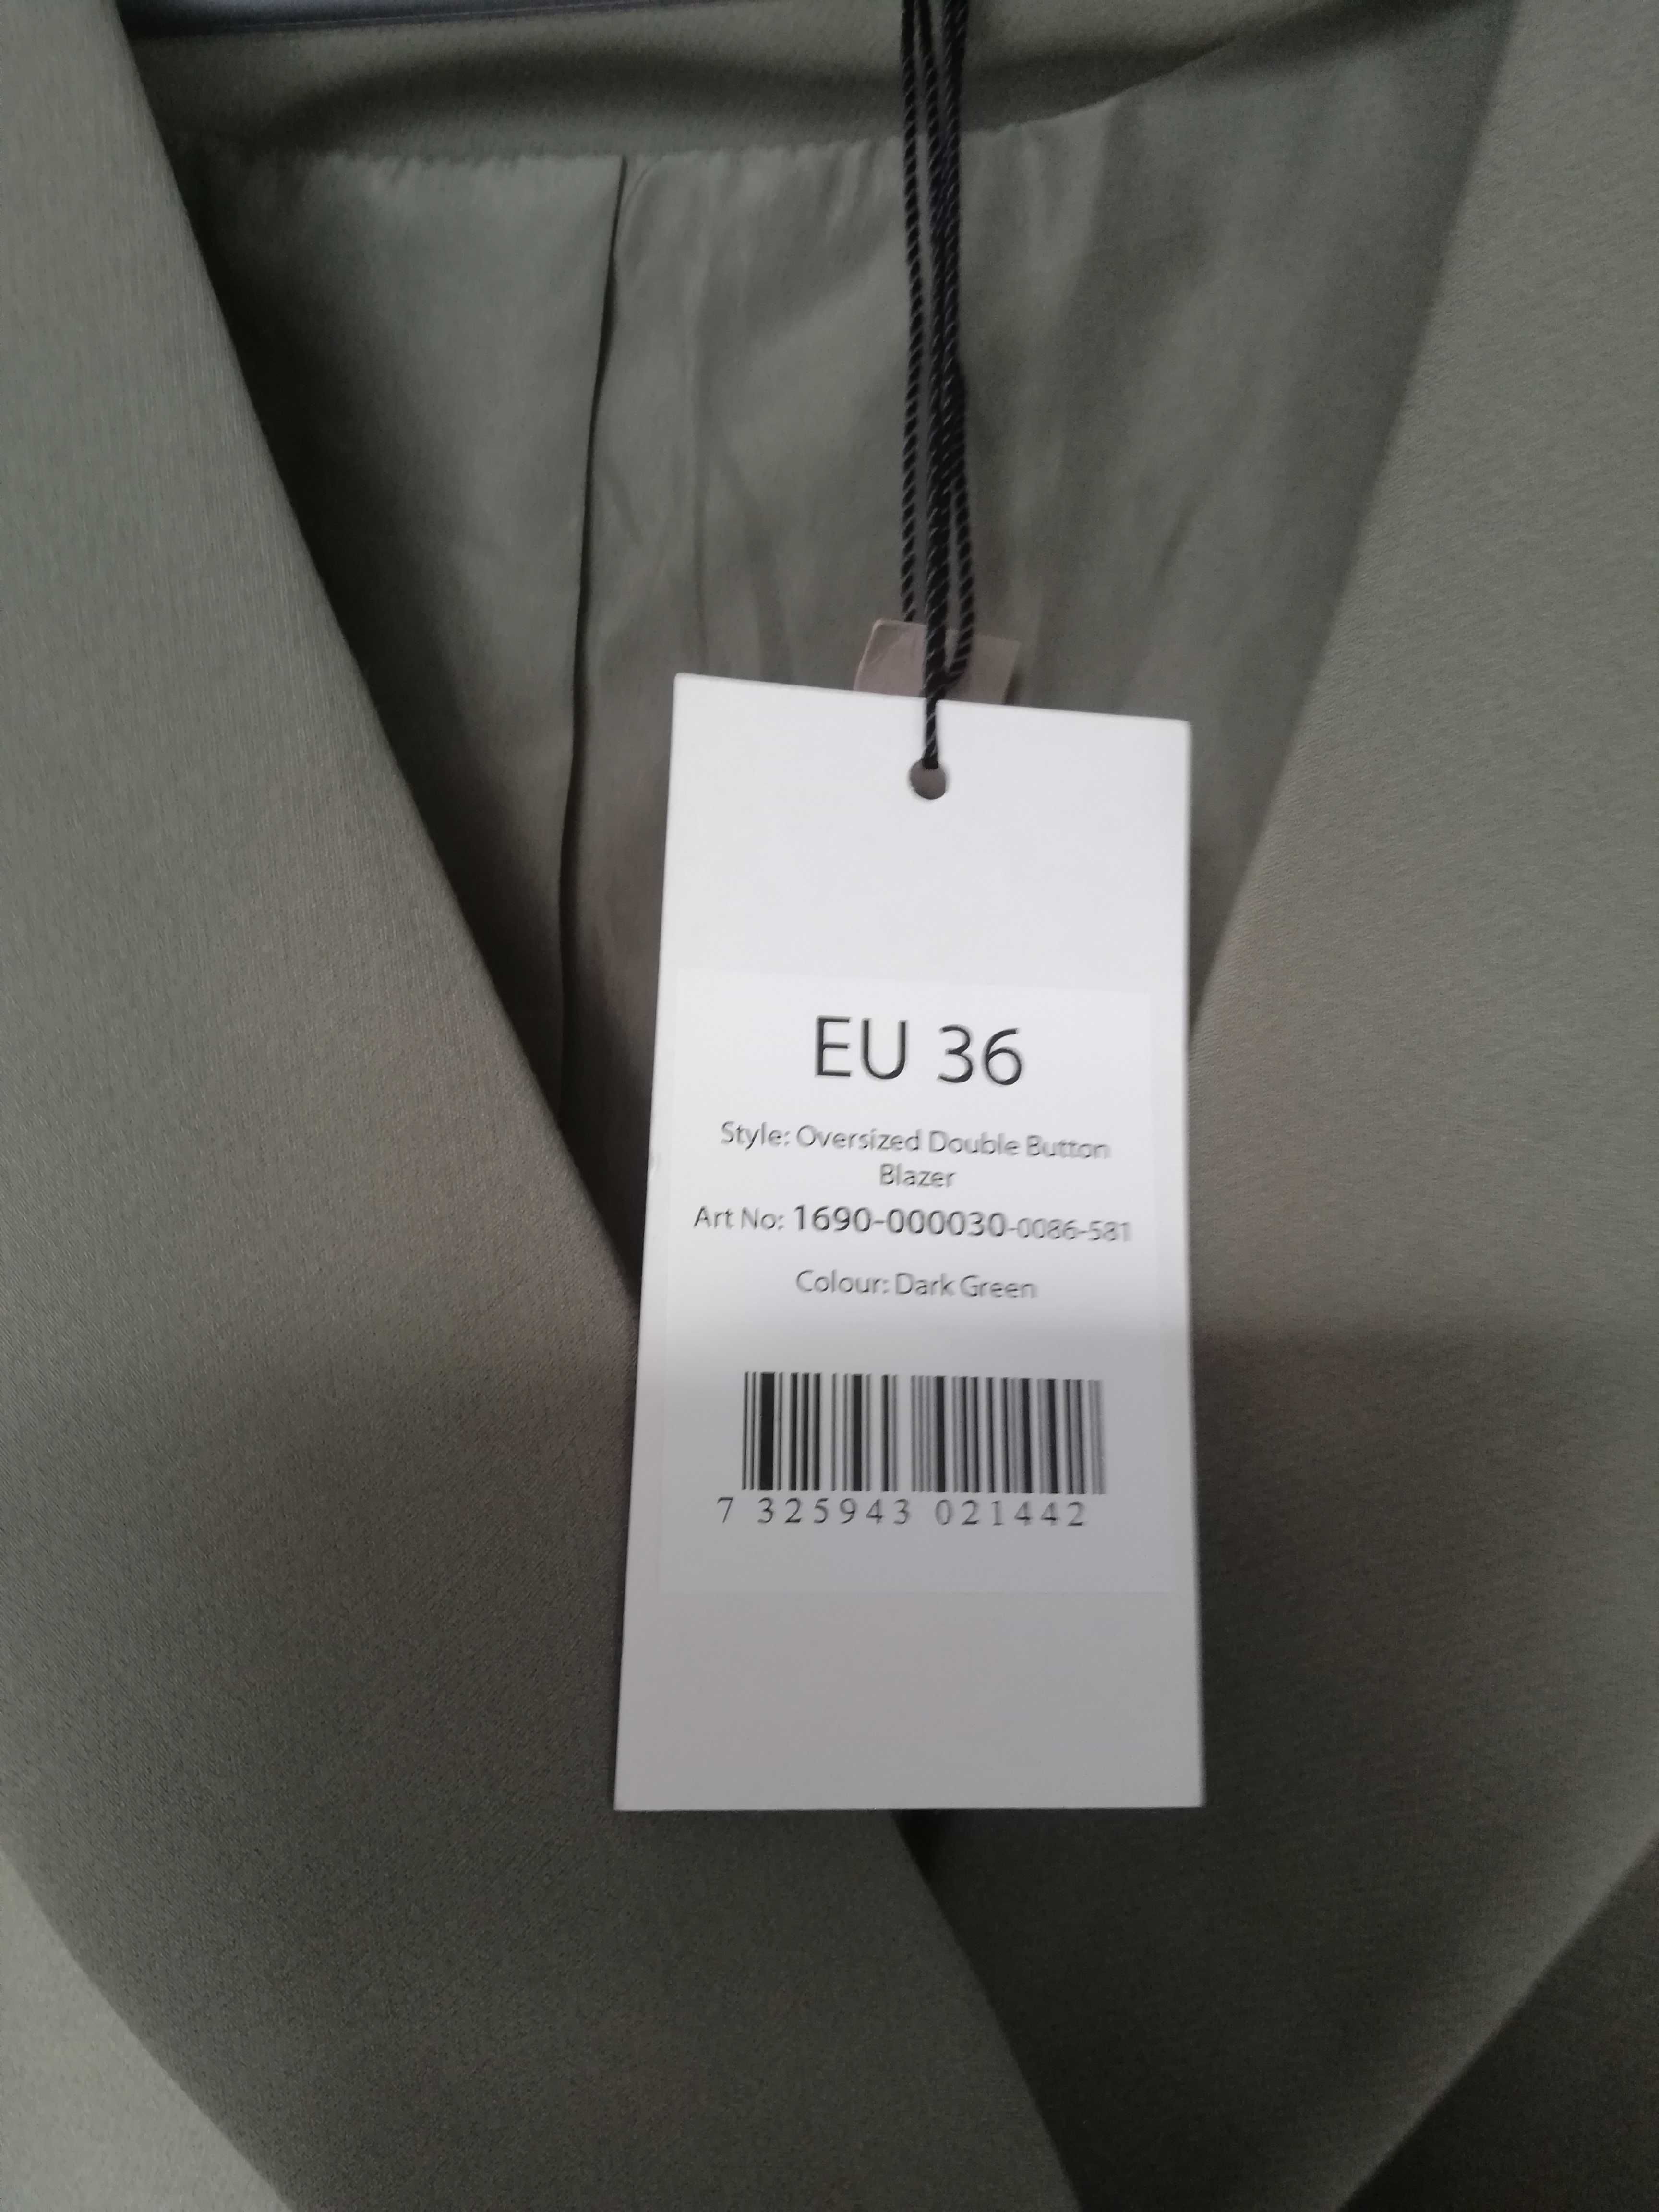 EU 36
Style: Oversized Double Button
Blazer
Art No: 1690-000030-0086-581
Colour: Dark Green
7 325943 021442